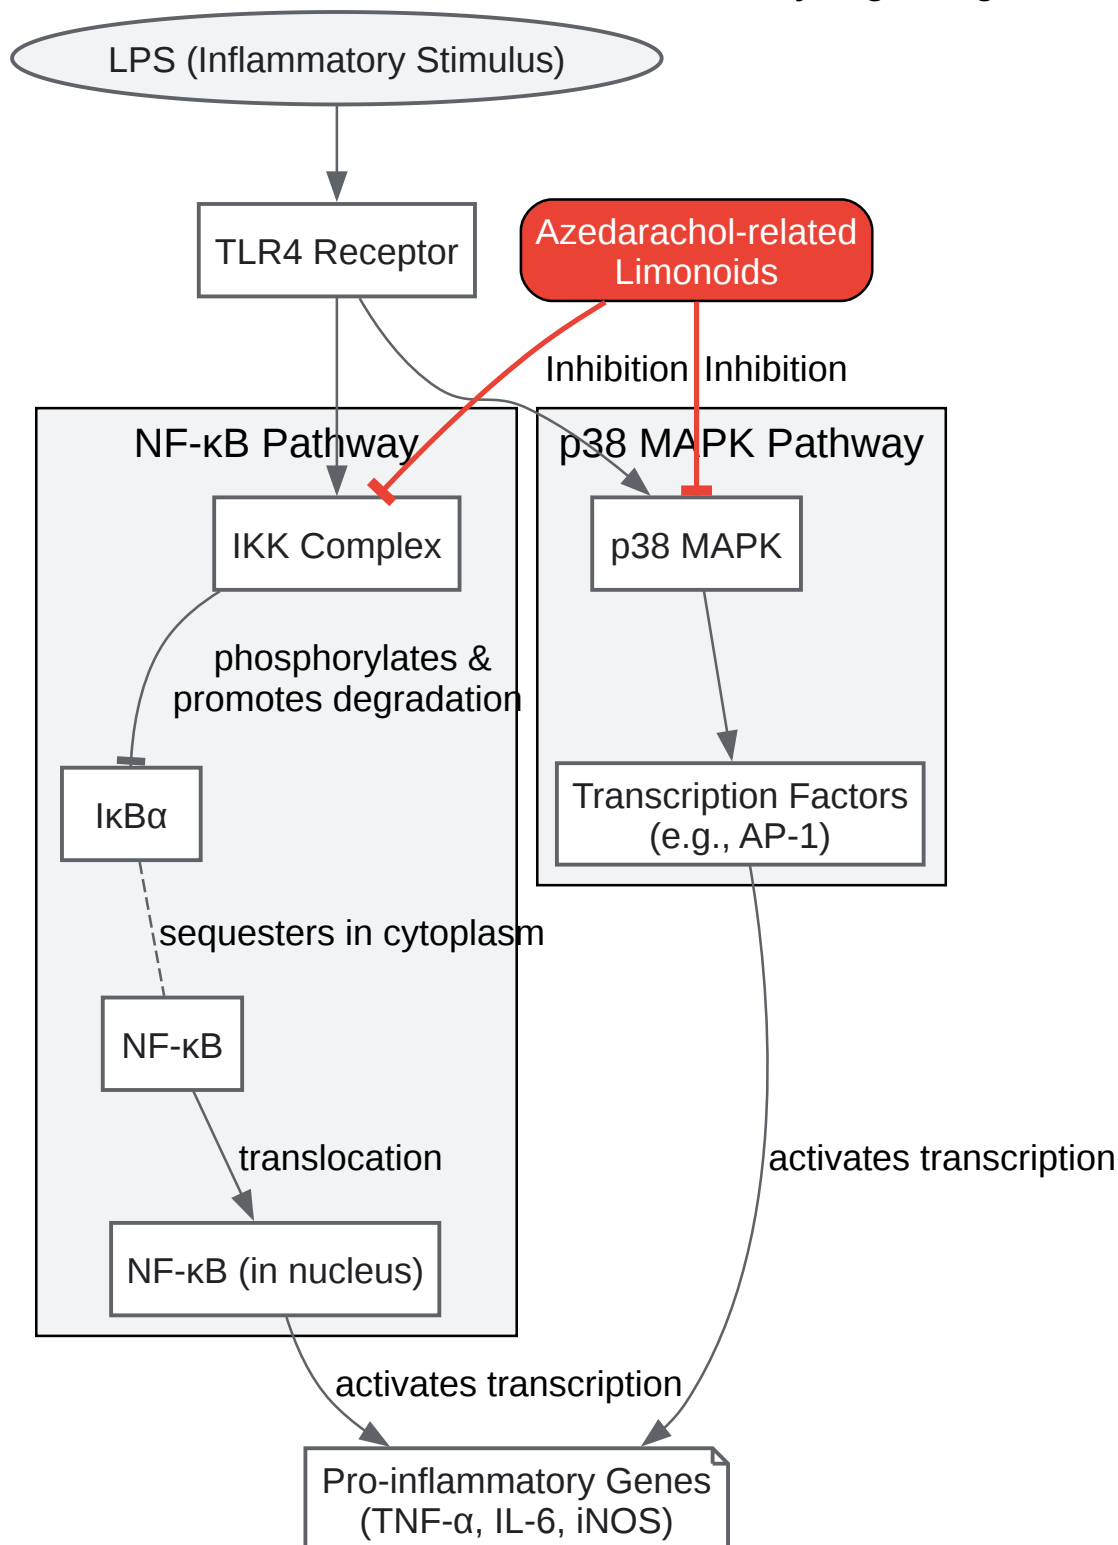 LPS (Inflammatory Stimulus)
TLR4 Receptor
Azedarachol-related
Limonoids
Inhibition
Inhibition
NF-κB Pathway
p38 MAPK Pathway
IKK Complex
p38 MAPK
phosphorylates &
promotes degradation
IκBα
Transcription Factors
(e.g., AP-1)
sequesters in cytoplasm
NF-κB
translocation
activates transcription
NF-κB (in nucleus)
activates transcription
Pro-inflammatory Genes
(TNF-α, IL-6, iNOS)